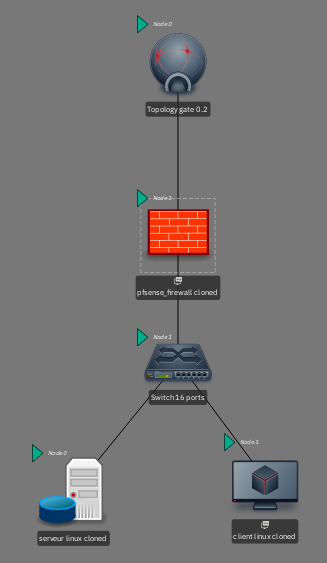 Node 0
Topology gate 0.2
Node 1
pfsense_firewall cloned
Node 1
Switch 16 ports
Node 1
Node 0
client linux cloned
serveur linux cloned